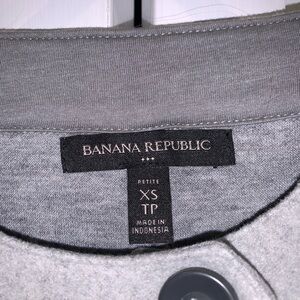 BANANA REPUBLIC
PETITE
XS
TP
MADE IN
INDONESIA